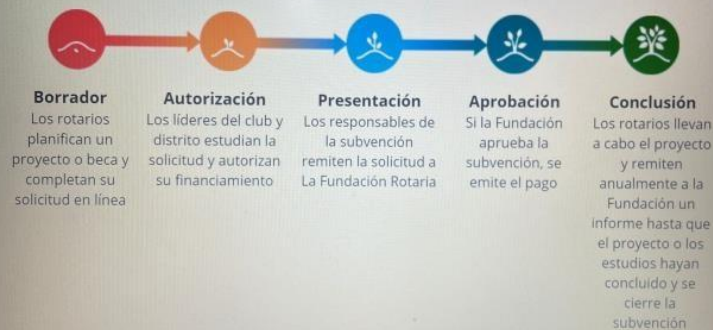 Borrador
Los rotarios
planifican un
proyecto o beca y
completan su
solicitud en línea
Autorización
Los líderes del club y
distrito estudian la
solicitud y autorizan
su financiamiento
Presentación
Los responsables de
la subvención
remiten la solicitud a
La Fundación Rotaria
Aprobación
Si la Fundación
aprueba la
subvención, se
emite el pago
Conclusión
Los rotarios llevan
a cabo el proyecto
y remiten
anualmente a la
Fundación un
informe hasta que
el proyecto o los
estudios hayan
concluido y se
cierre la
subvención